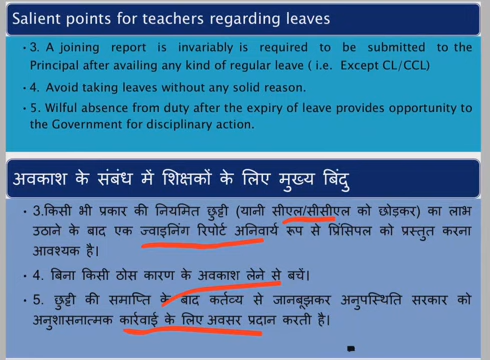 Salient points for teachers regarding leaves
• 3. A joining report is invariably is required to be submitted to the
Principal after availing any kind of regular leave ( i.e. Except CL/CCL)
• 4. Avoid taking leaves without any solid reason.
• 5. Wilful absence from duty after the expiry of leave provides opportunity to
the Government for disciplinary action.
अवकाश के संबंध में शिक्षकों के लिए मुख्य बिंदु
• 3.किसी भी प्रकार की नियमित छुट्टी (यानी सीएल/सीसीएल को छोड़कर) का लाभ
उठाने के बाद एक ज्वाइनिंग रिपोर्ट अनिवार्य रूप से प्रिंसिपल को प्रस्तुत करना
आवश्यक है।
• 4. बिना किसी ठोस कारण के अवकाश लेने से बचें।
• 5. छुट्टी की समाप्ति के बाद कर्तव्य से जानबूझकर अनुपस्थिति सरकार को
अनुशासनात्मक कार्रवाई के लिए अवसर प्रदान करती है।